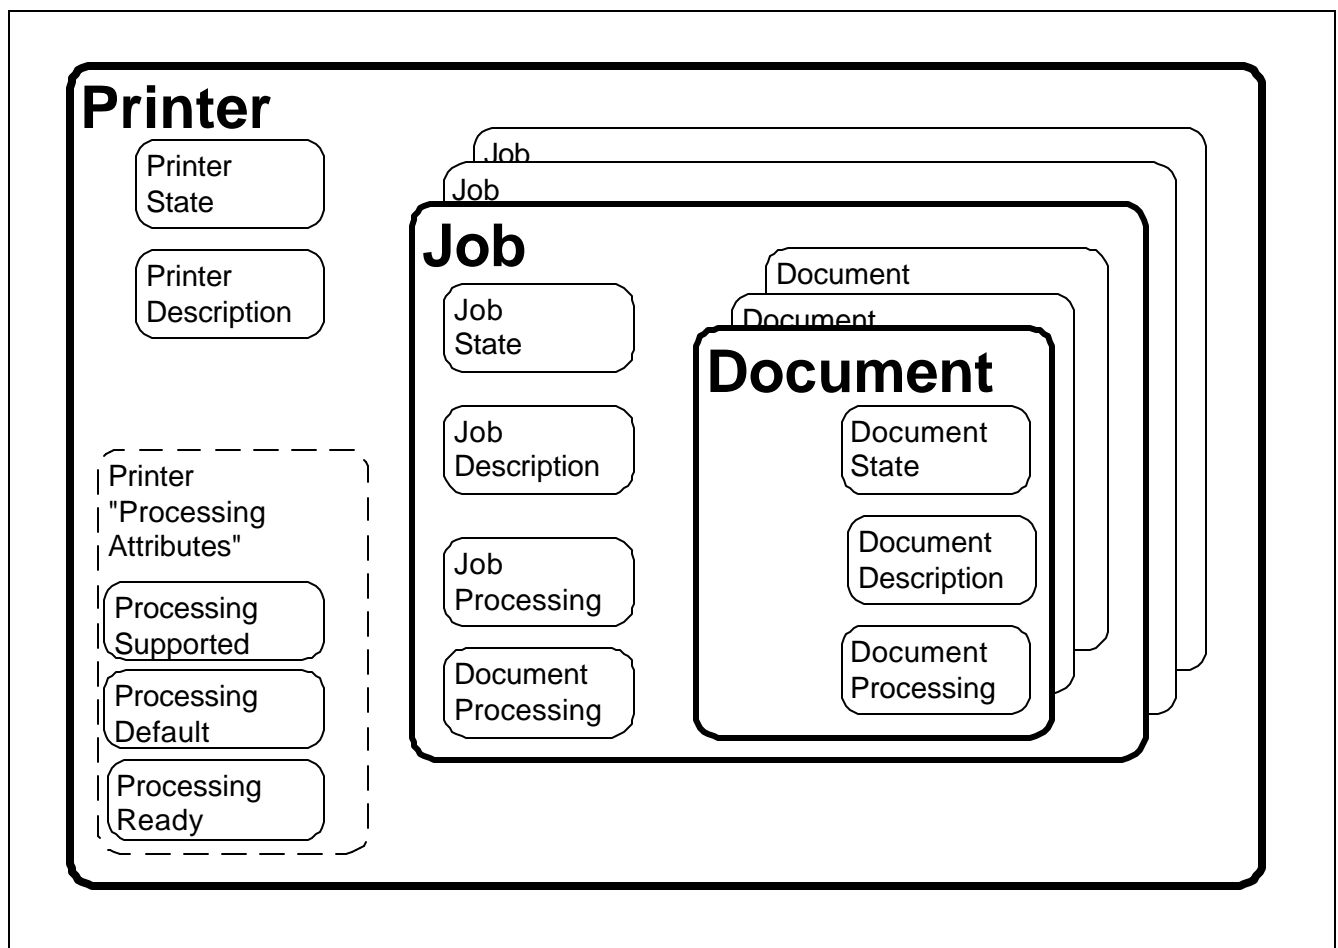 Printer
Printer
State
Printer
Description
Printer
"Processing
Attributes"
Processing
Supported
Processing
Default
Processing
Ready
Job
Job
Job
Job
State
Job
Description
Job
Processing
Document
Processing
Document
Document
Document
Document
State
Document
Description
Document
Processing